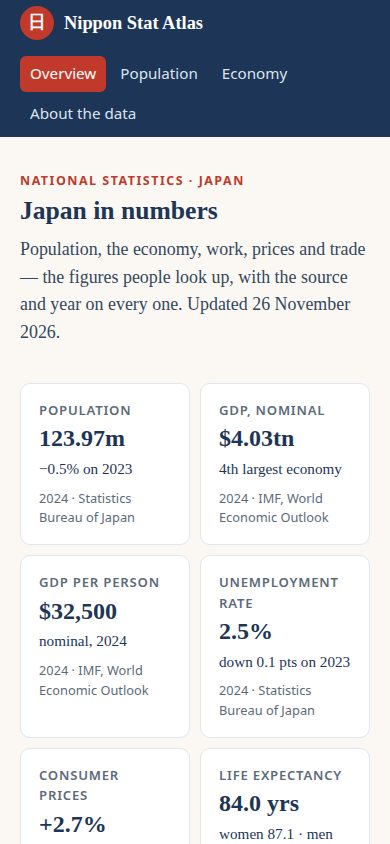 日 Nippon Stat Atlas
Overview Population Economy
About the data
NATIONAL STATISTICS · JAPAN
Japan in numbers
Population, the economy, work, prices and trade
— the figures people look up, with the source
and year on every one. Updated 26 November
2026.
POPULATION
123.97m
−0.5% on 2023
2024 · Statistics
Bureau of Japan
GDP, NOMINAL
$4.03tn
4th largest economy
2024 · IMF, World
Economic Outlook
GDP PER PERSON
$32,500
nominal, 2024
2024 · IMF, World
Economic Outlook
UNEMPLOYMENT
RATE
2.5%
down 0.1 pts on 2023
2024 · Statistics
Bureau of Japan
CONSUMER
PRICES
+2.7%
LIFE EXPECTANCY
84.0 yrs
women 87.1 · men